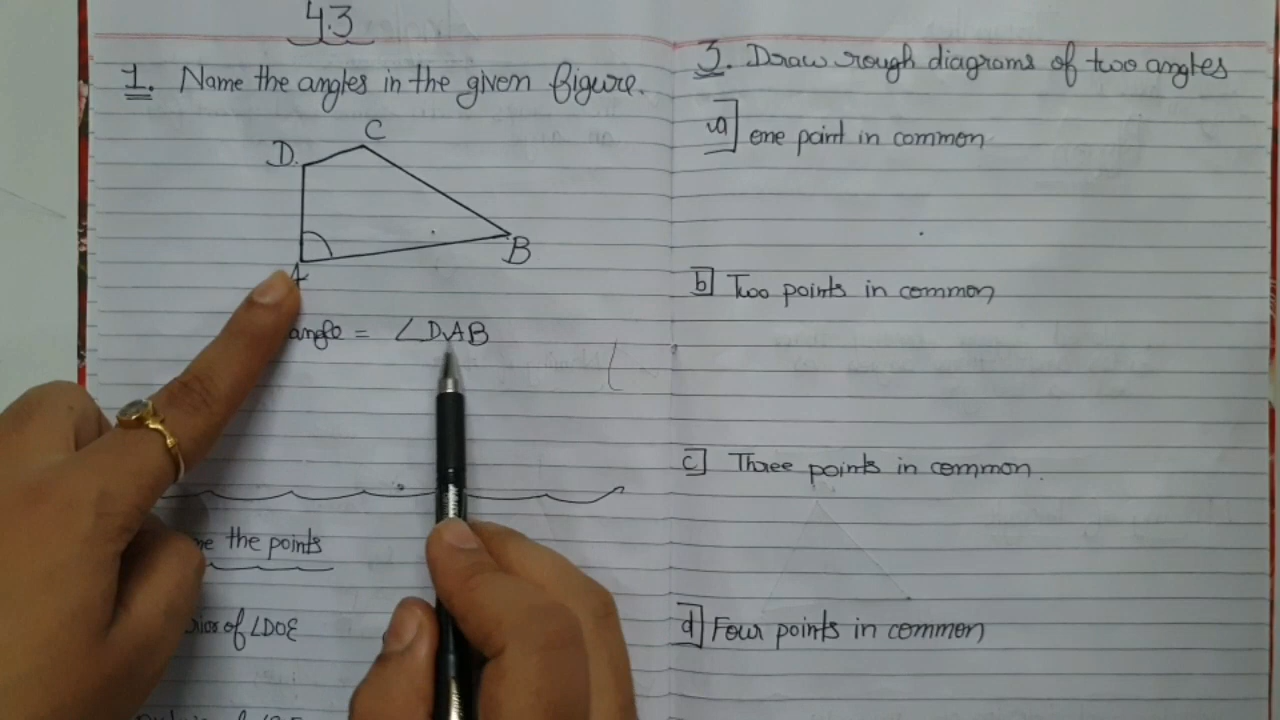 4.3
1. Name the angles in the given figure.
D C
A B
angle = ∠DAB
the points
of ∠DOE
3. Draw rough diagrams of two angles
a] one point in common
b] Two points in common
c] Three points in common.
d] Four points in common